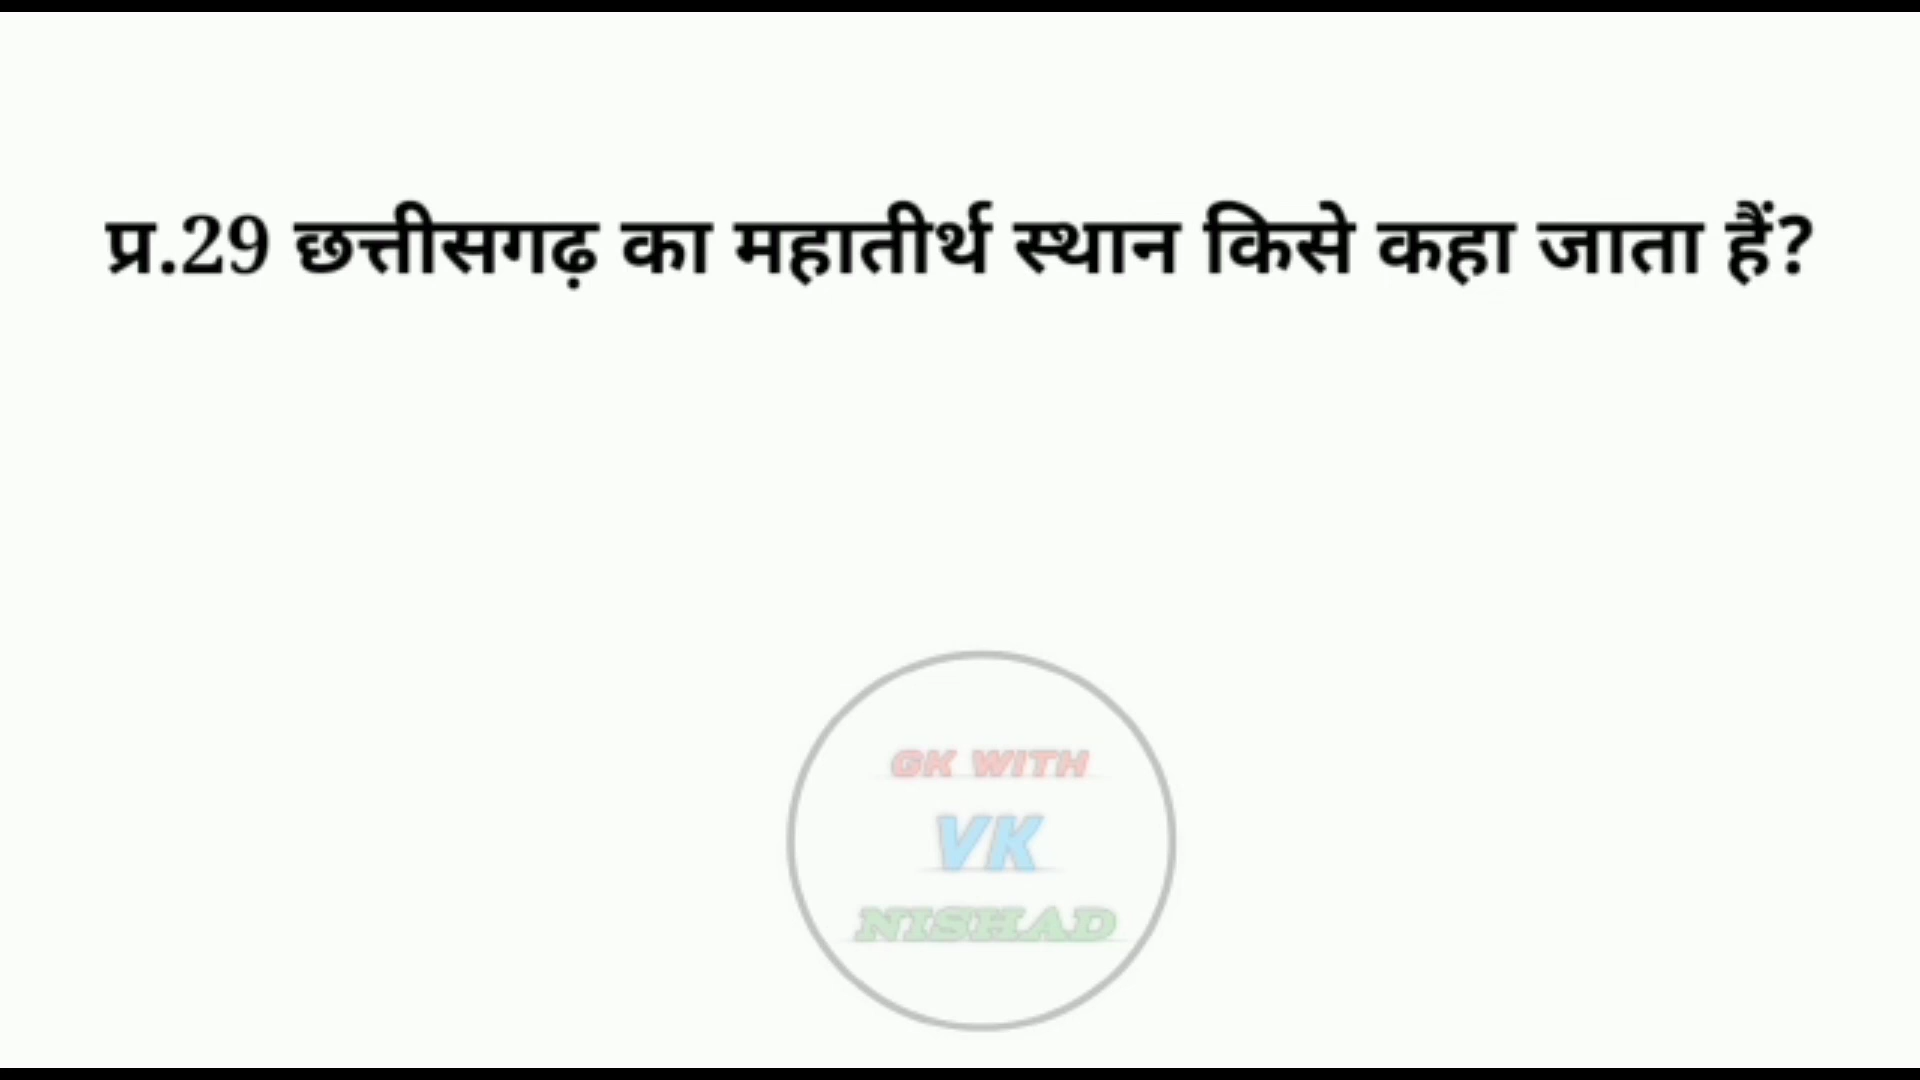 प्र.29 छत्तीसगढ़ का महातीर्थ स्थान किसे कहा जाता हैं?
GK WITH
VK
NISHAD